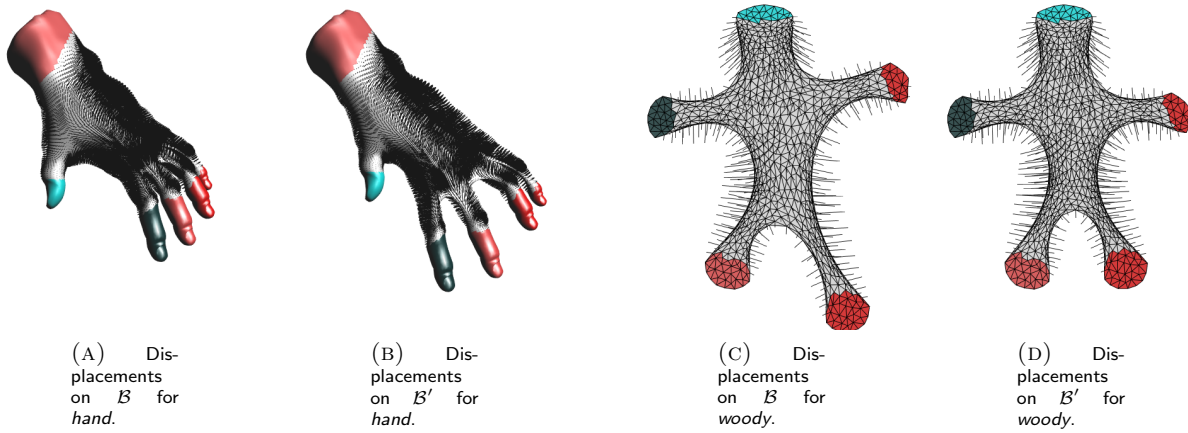 (A) Dis-
placements
on B for
hand.
(B) Dis-
placements
on B′ for
hand.
(C) Dis-
placements
on B for
woody.
(D) Dis-
placements
on B′ for
woody.